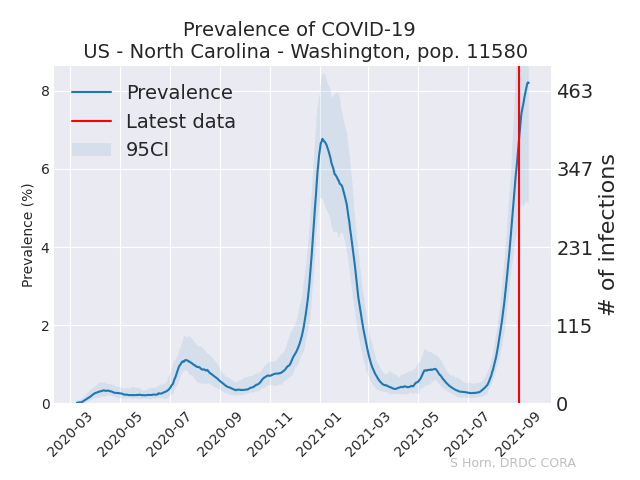 Prevalence of COVID-19
US - North Carolina - Washington, pop. 11580
Prevalence
Latest data
95CI
Prevalence (%)
8
6
4
2
0
463
347
231
115
0
# of infections
2020-03
2020-05
2020-07
2020-09
2020-11
2021-01
2021-03
2021-05
2021-07
2021-09
S Horn, DRDC CORA